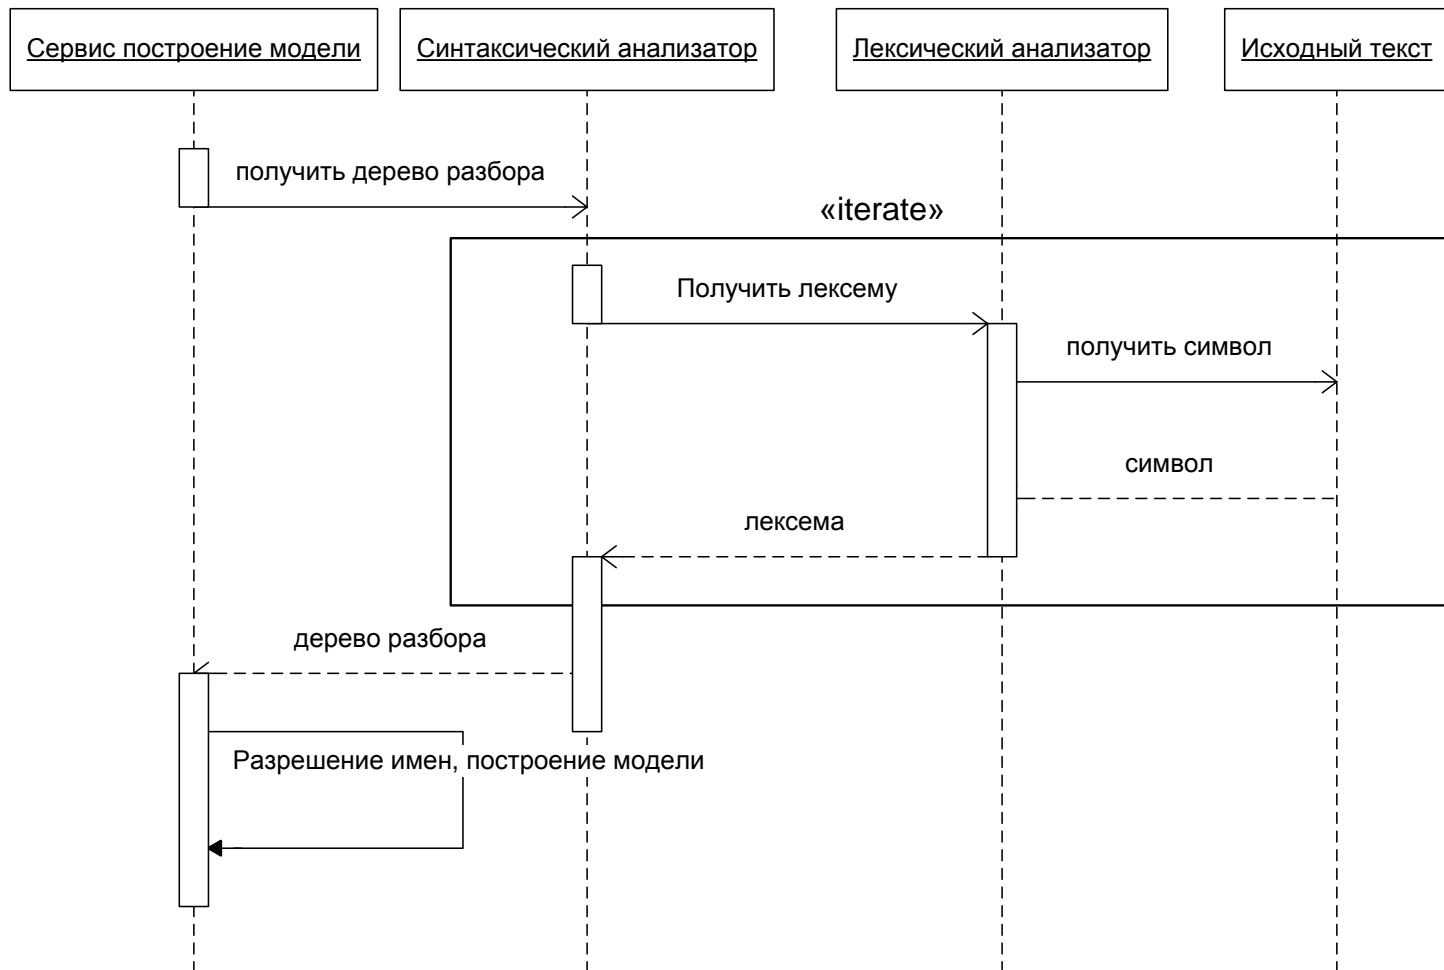 Сервис построение модели
Синтаксический анализатор
Лексический анализатор
Исходный текст
получить дерево разбора
«iterate»
Получить лексему
получить символ
символ
лексема
дерево разбора
Разрешение имен, построение модели